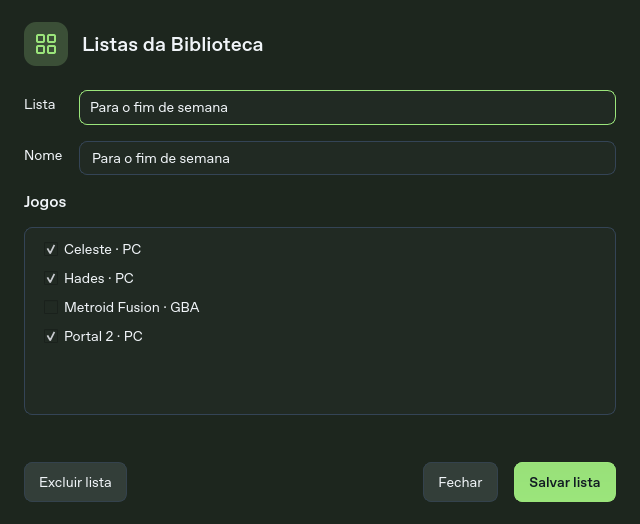 Listas da Biblioteca
Lista
Para o fim de semana
Nome
Para o fim de semana
Jogos
Celeste · PC
Hades · PC
Metroid Fusion · GBA
Portal 2 · PC
Excluir lista
Fechar
Salvar lista